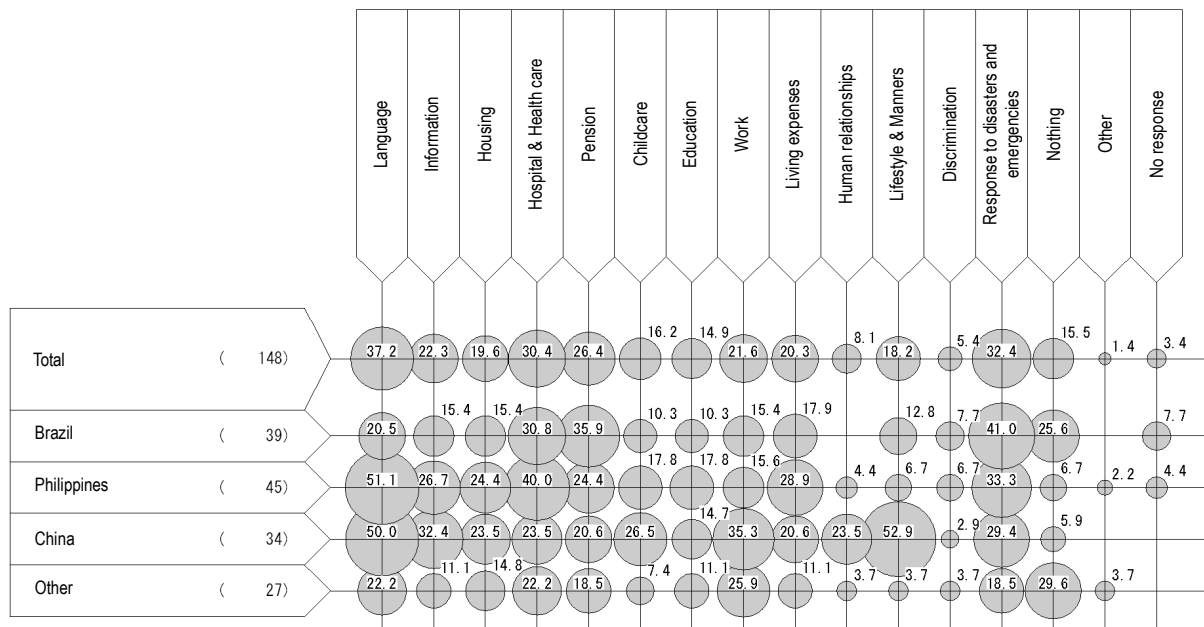 Language
Information
Housing
Hospital & Health care
Pension
Childcare
Education
Work
Living expenses
Human relationships
Lifestyle & Manners
Discrimination
Response to disasters and
emergencies
Nothing
Other
No response
Total ( 148) 37.2 22.3 19.6 30.4 26.4 16.2 14.9 21.6 20.3 8.1 18.2 5.4 32.4 15.5 1.4 3.4
Brazil ( 39) 20.5 15.4 15.4 30.8 35.9 10.3 10.3 15.4 17.9 12.8 7.7 41.0 25.6 7.7
Philippines ( 45) 51.1 26.7 24.4 40.0 24.4 17.8 17.8 15.6 28.9 4.4 6.7 6.7 33.3 6.7 2.2 4.4
China ( 34) 50.0 32.4 23.5 23.5 20.6 26.5 14.7 35.3 20.6 23.5 52.9 2.9 29.4 5.9
Other ( 27) 22.2 11.1 14.8 22.2 18.5 7.4 11.1 25.9 11.1 3.7 3.7 3.7 18.5 29.6 3.7